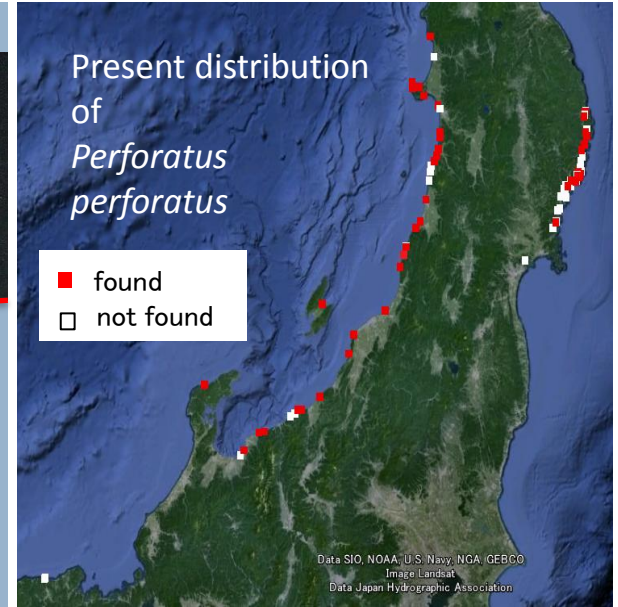 Present distribution
of
Perforatus
perforatus
found
not found
Data SIO, NOAA, U.S. Navy, NGA, GEBCO
Image Landsat
Data Japan Hydrographic Association